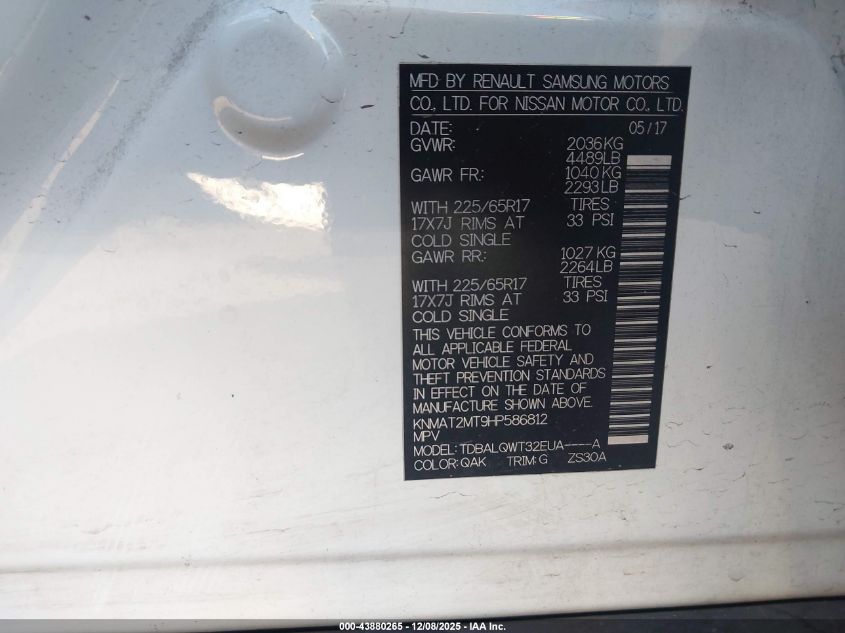 MFD BY RENAULT SAMSUNG MOTORS
CO., LTD. FOR NISSAN MOTOR CO., LTD.
DATE: 05/17
GVWR: 2036KG
4489LB
GAWR FR: 1040KG
2293LB
WITH 225/65R17 TIRES
17X7J RIMS AT 33 PSI
COLD SINGLE
GAWR RR: 1027 KG
2264LB
WITH 225/65R17 TIRES
17X7J RIMS AT 33 PSI
COLD SINGLE
THIS VEHICLE CONFORMS TO
ALL APPLICABLE FEDERAL
MOTOR VEHICLE SAFETY AND
THEFT PREVENTION STANDARDS
IN EFFECT ON THE DATE OF
MANUFACTURE SHOWN ABOVE.
KNMAT2MT9HP586812
MPV
MODEL:TDBALQWT32EUA----A
COLOR:QAK TRIM:G ZS30A
000-43880265 - 12/08/2025 - IAA Inc.